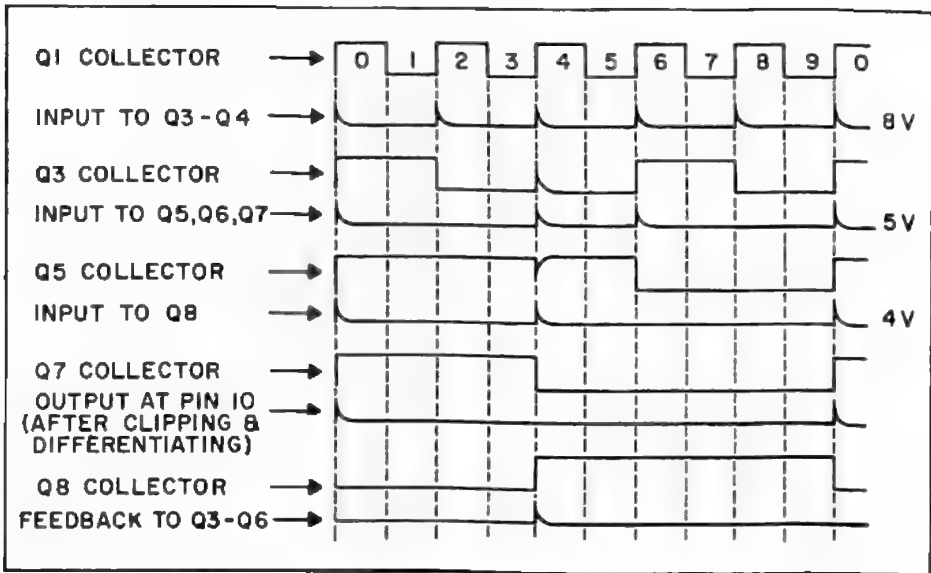 Q1 COLLECTOR 0 1 2 3 4 5 6 7 8 9 0
INPUT TO Q3-Q4 8V
Q3 COLLECTOR
INPUT TO Q5,Q6,Q7 5V
Q5 COLLECTOR
INPUT TO Q8 4V
Q7 COLLECTOR
OUTPUT AT PIN 10
(AFTER CLIPPING &
DIFFERENTIATING)
Q8 COLLECTOR
FEEDBACK TO Q3-Q6